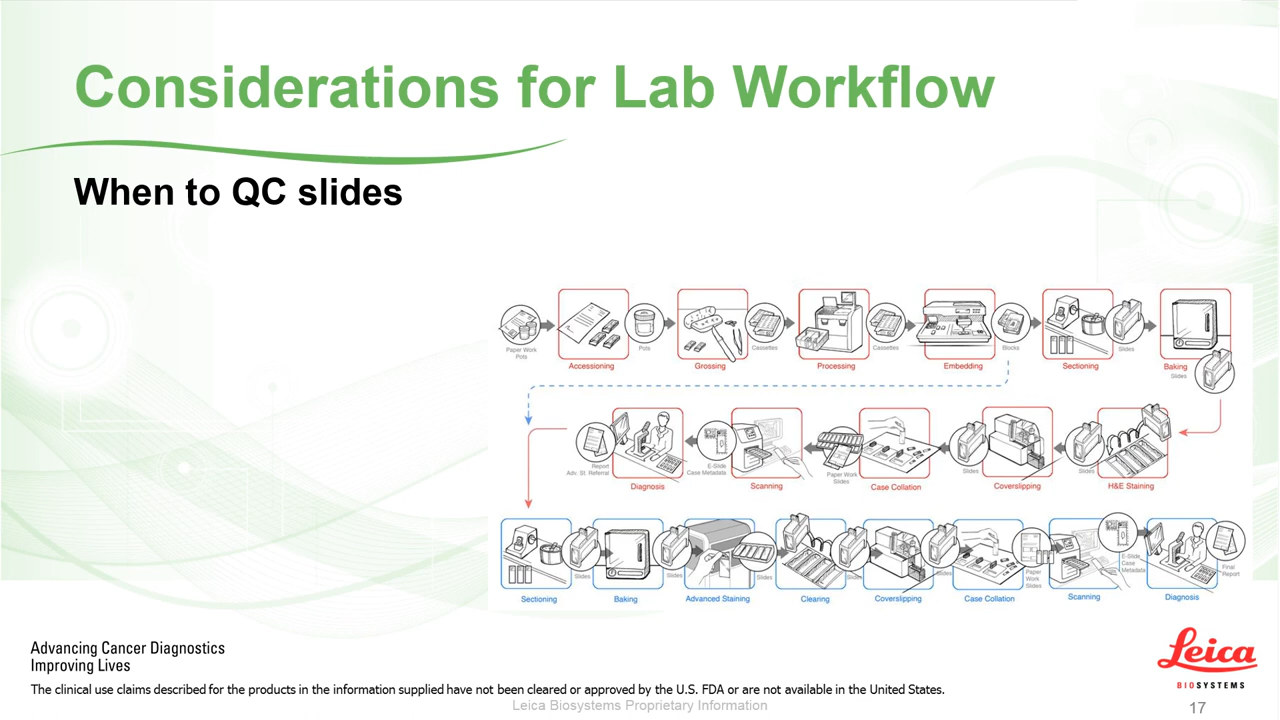 Considerations for Lab Workflow
When to QC slides
Paper Work
Pots
Accessioning
Pots
Grossing
Cassettes
Processing
Cassettes
Embedding
Blocks
Sectioning
Slides
Baking
Slides
Report
Adv. St. Referral
Diagnosis
E-Slide
Case Metadata
Scanning
Paper Work
Slides
Case Collation
Slides
Coverslipping
Slides
H&E Staining
Sectioning
Slides
Baking
Slides
Advanced Staining
Slides
Clearing
Slides
Coverslipping
Slides
Case Collation
Paper
Work
Slides
Scanning
E-Slide
Case
Metadata
Diagnosis
Final
Report
Advancing Cancer Diagnostics
Improving Lives
Leica
BIOSYSTEMS
The clinical use claims described for the products in the information supplied have not been cleared or approved by the U.S. FDA or are not available in the United States.
Leica Biosystems Proprietary Information
17